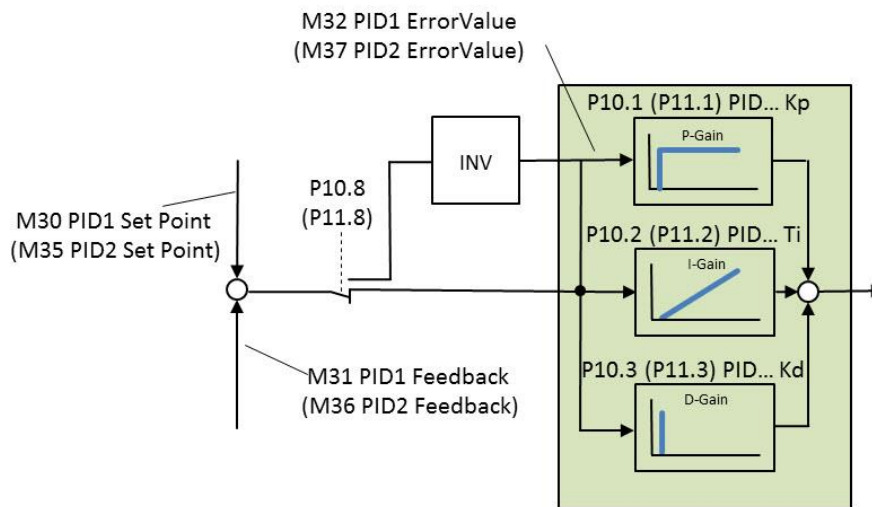 M32 PID1 ErrorValue
(M37 PID2 ErrorValue)
P10.1 (P11.1) PID... Kp
P-Gain
INV
P10.8
(P11.8)
M30 PID1 Set Point
(M35 PID2 Set Point)
P10.2 (P11.2) PID... Ti
I-Gain
M31 PID1 Feedback
(M36 PID2 Feedback)
P10.3 (P11.3) PID... Kd
D-Gain